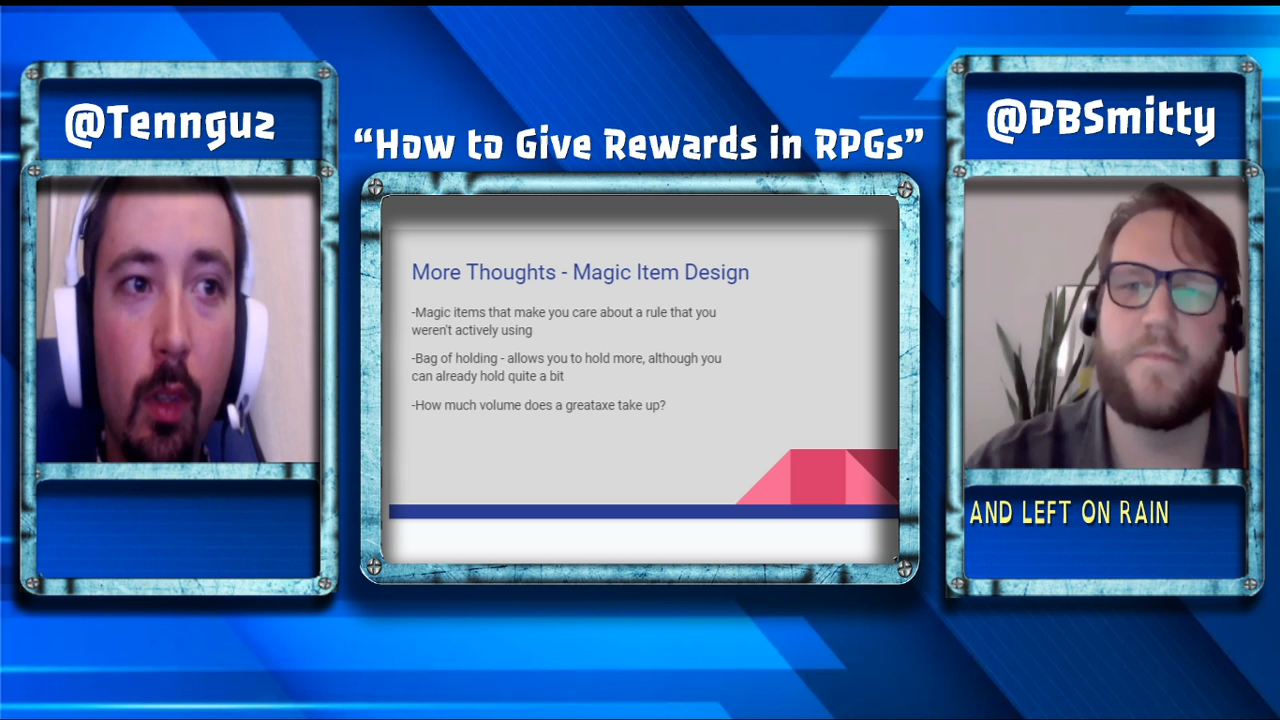 @Tennguz
“How to Give Rewards in RPGs”
@PBSmitty
More Thoughts - Magic Item Design
-Magic items that make you care about a rule that you
weren't actively using
-Bag of holding - allows you to hold more, although you
can already hold quite a bit
-How much volume does a greataxe take up?
AND LEFT ON RAIN